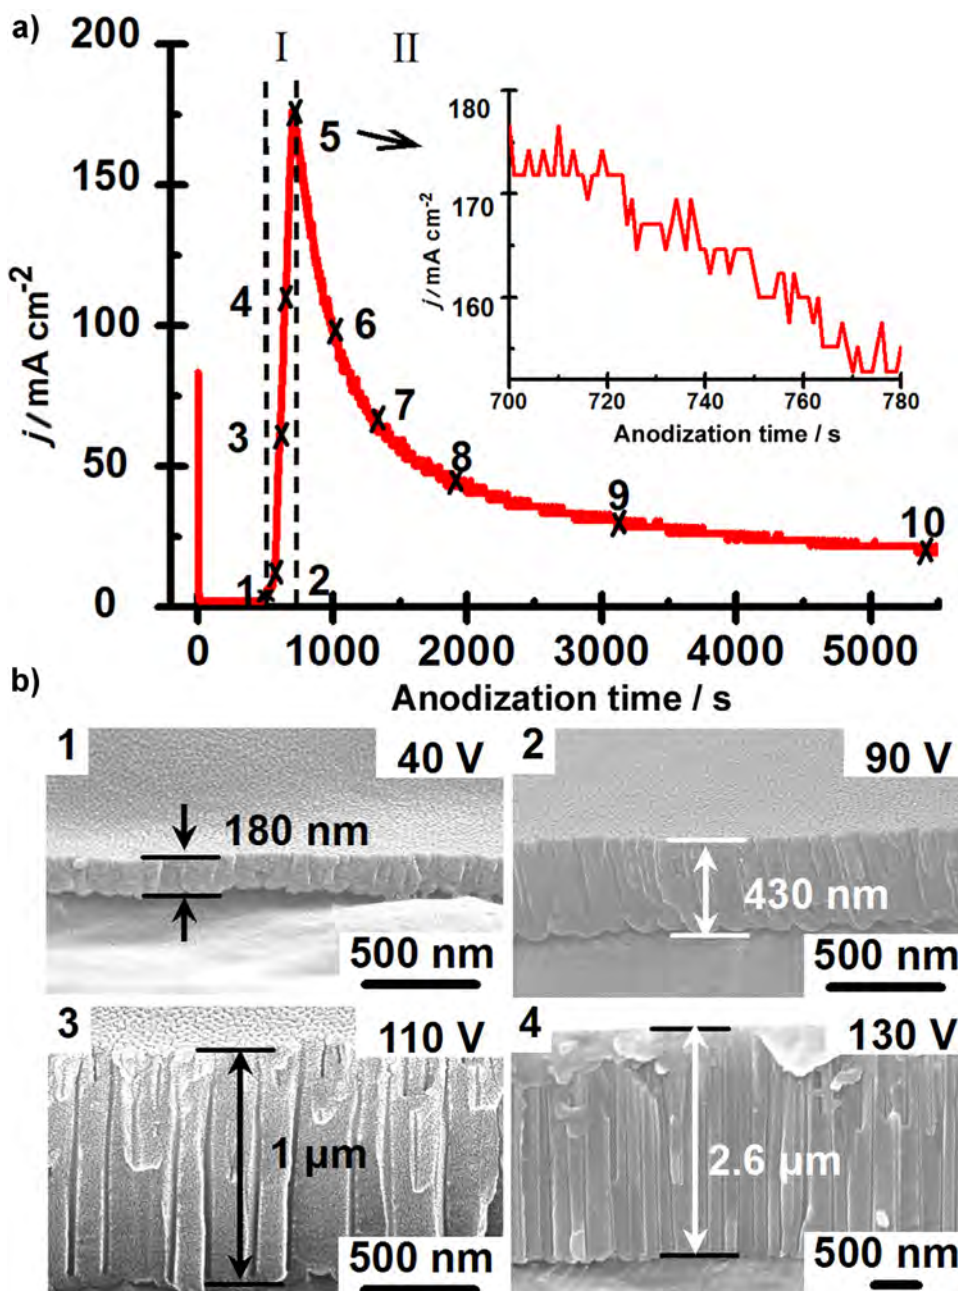 a)
I II
200
150
100
50
0
j/mA cm-2
1
2
3
4
5
6
7
8
9
10
0 1000 2000 3000 4000 5000
Anodization time / s
180
170
160
j/mA cm-2
700 720 740 760 780
Anodization time / s
b)
1 40 V
180 nm
500 nm
2 90 V
430 nm
500 nm
3 110 V
1 µm
500 nm
4 130 V
2.6 µm
500 nm